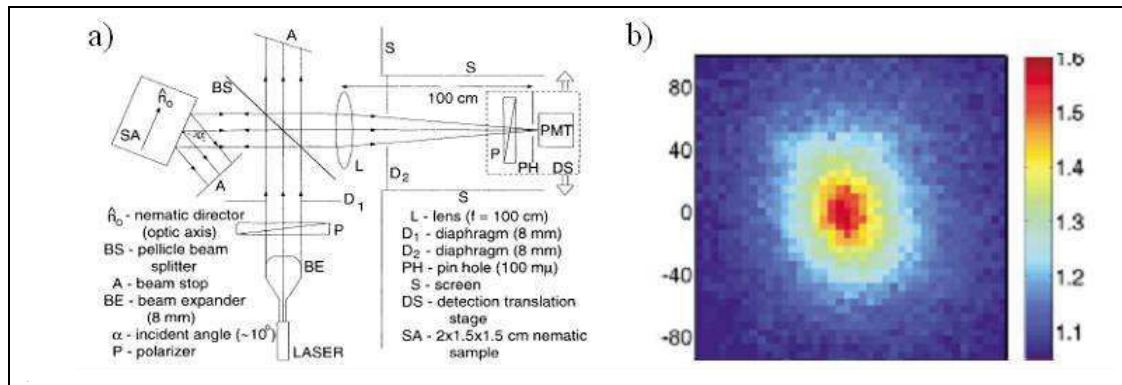 a)
b)
A
BS
S
S
100 cm
n̂o
SA
α
A
L
P
PH
PMT
DS
D₂
S
D₁
P
BE
LASER
n̂o - nematic director
(optic axis)
BS - pellicle beam
splitter
A - beam stop
BE - beam expander
(8 mm)
α - incident angle (~10°)
P - polarizer
L - lens (f = 100 cm)
D₁ - diaphragm (8 mm)
D₂ - diaphragm (8 mm)
PH - pin hole (100 mμ)
S - screen
DS - detection translation
stage
SA - 2x1.5x1.5 cm nematic
sample
80
40
0
-40
-80
1.6
1.5
1.4
1.3
1.2
1.1